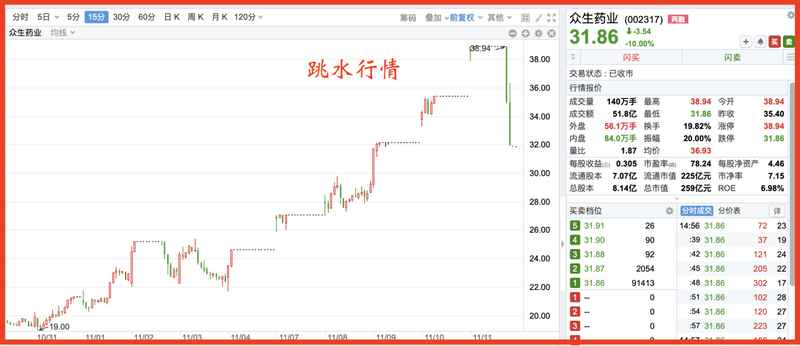 分时 5日 5分 15分 30分 60分 日K 周K 月K 120分 筹码 叠加 前复权 其他
众生药业 均线
38.94
跳水行情
38.00
36.00
34.00
32.00
30.00
28.00
26.00
24.00
22.00
20.00
19.00
10/31 11/01 11/02 11/03 11/04 11/07 11/08 11/09 11/10 11/11
众生药业 (002317) 两融
31.86 -3.54
-10.00%
买 卖
闪买 闪卖
交易状态：已收市
行情报价
成交量 140万手 最高 38.94 今开 38.94
成交额 51.8亿 最低 31.86 昨收 35.40
外盘 56.1万手 换手 19.82% 涨停 38.94
内盘 84.0万手 振幅 20.00% 跌停 31.86
量比 1.87 均价 36.93
每股收益(三) 0.305 市盈率(动) 78.24 每股净资产 4.46
流通股本 7.07亿 流通市值 225亿元 市净率 7.15
总股本 8.14亿 总市值 259亿元 ROE 6.98%
买卖档位
5 31.91 26
4 31.90 90
3 31.88 92
2 31.87 2054
1 31.86 91413
1 -- 0
2 -- 0
3 -- 0
分时成交 分价表 详
14:56 31.86 72 23
:39 31.86 37 19
:42 31.86 121 24
:45 31.86 205 22
:48 31.86 302 17
:51 31.86 102 28
:54 31.86 120 27
:57 31.86 223 27